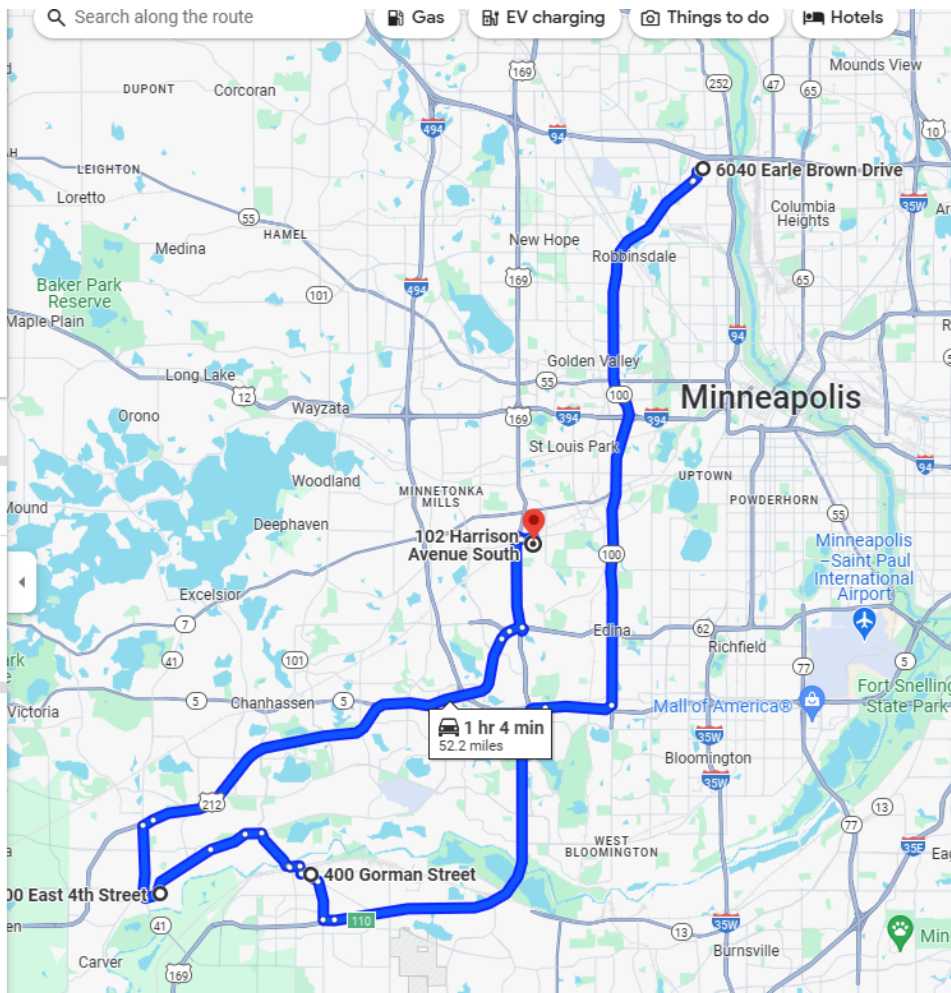 Search along the route
Gas
EV charging
Things to do
Hotels
169
252
47
65
Mounds View
DUPONT
Corcoran
494
94
10
LEIGHTON
Loretto
6040 Earle Brown Drive
35W
55
HAMEL
Columbia
Heights
Medina
New Hope
Robbinsdale
169
65
Baker Park
Reserve
494
101
Maple Plain
94
Golden Valley
Long Lake
55
12
100
Minneapolis
Orono
Wayzata
169
394
394
St Louis Park
94
UPTOWN
Woodland
MINNETONKA
MILLS
POWDERHORN
Mound
55
Deephaven
102 Harrison
Avenue South
100
Minneapolis
–Saint Paul
International
Airport
Excelsior
7
Edina
62
Richfield
41
101
77
5
Victoria
5
Chanhassen
5
Mall of America®
Fort Snelling
State Park
1 hr 4 min
52.2 miles
35W
Bloomington
35W
212
13
77
WEST
BLOOMINGTON
35E
400 Gorman Street
00 East 4th Street
41
110
13
35W
Burnsville
Carver
169